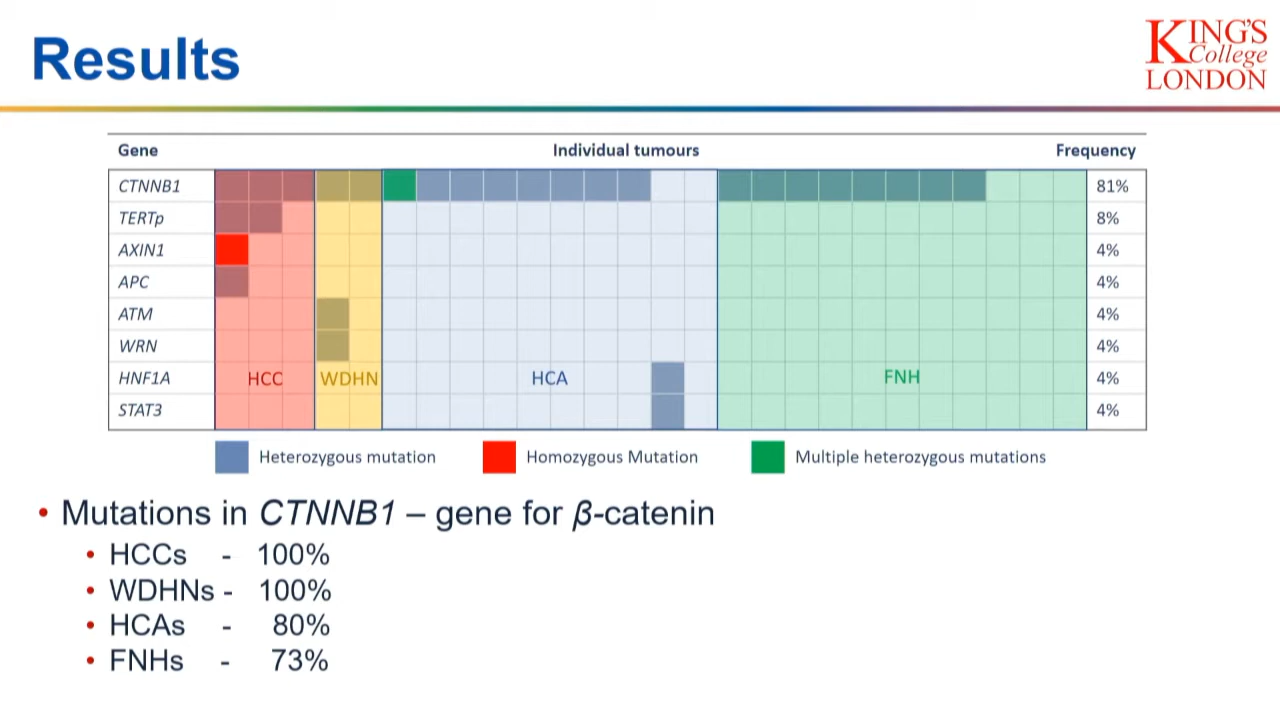 Results
KING'S
College
LONDON
Gene Individual tumours Frequency
CTNNB1 81%
TERTp 8%
AXIN1 4%
APC 4%
ATM 4%
WRN 4%
HNF1A HCC WDHN HCA FNH 4%
STAT3 4%
Heterozygous mutation Homozygous Mutation Multiple heterozygous mutations
• Mutations in CTNNB1 – gene for β-catenin
• HCCs - 100%
• WDHNs - 100%
• HCAs - 80%
• FNHs - 73%